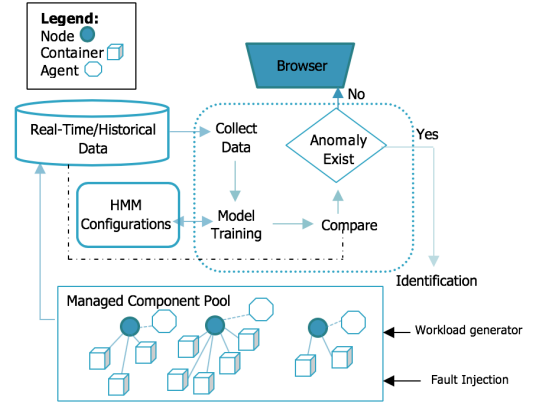 Legend:
Node
Container
Agent
Browser
No
Real-Time/Historical
Data
Collect
Data
Anomaly
Exist
Yes
HMM
Configurations
Model
Training
Compare
Identification
Managed Component Pool
Workload generator
Fault Injection